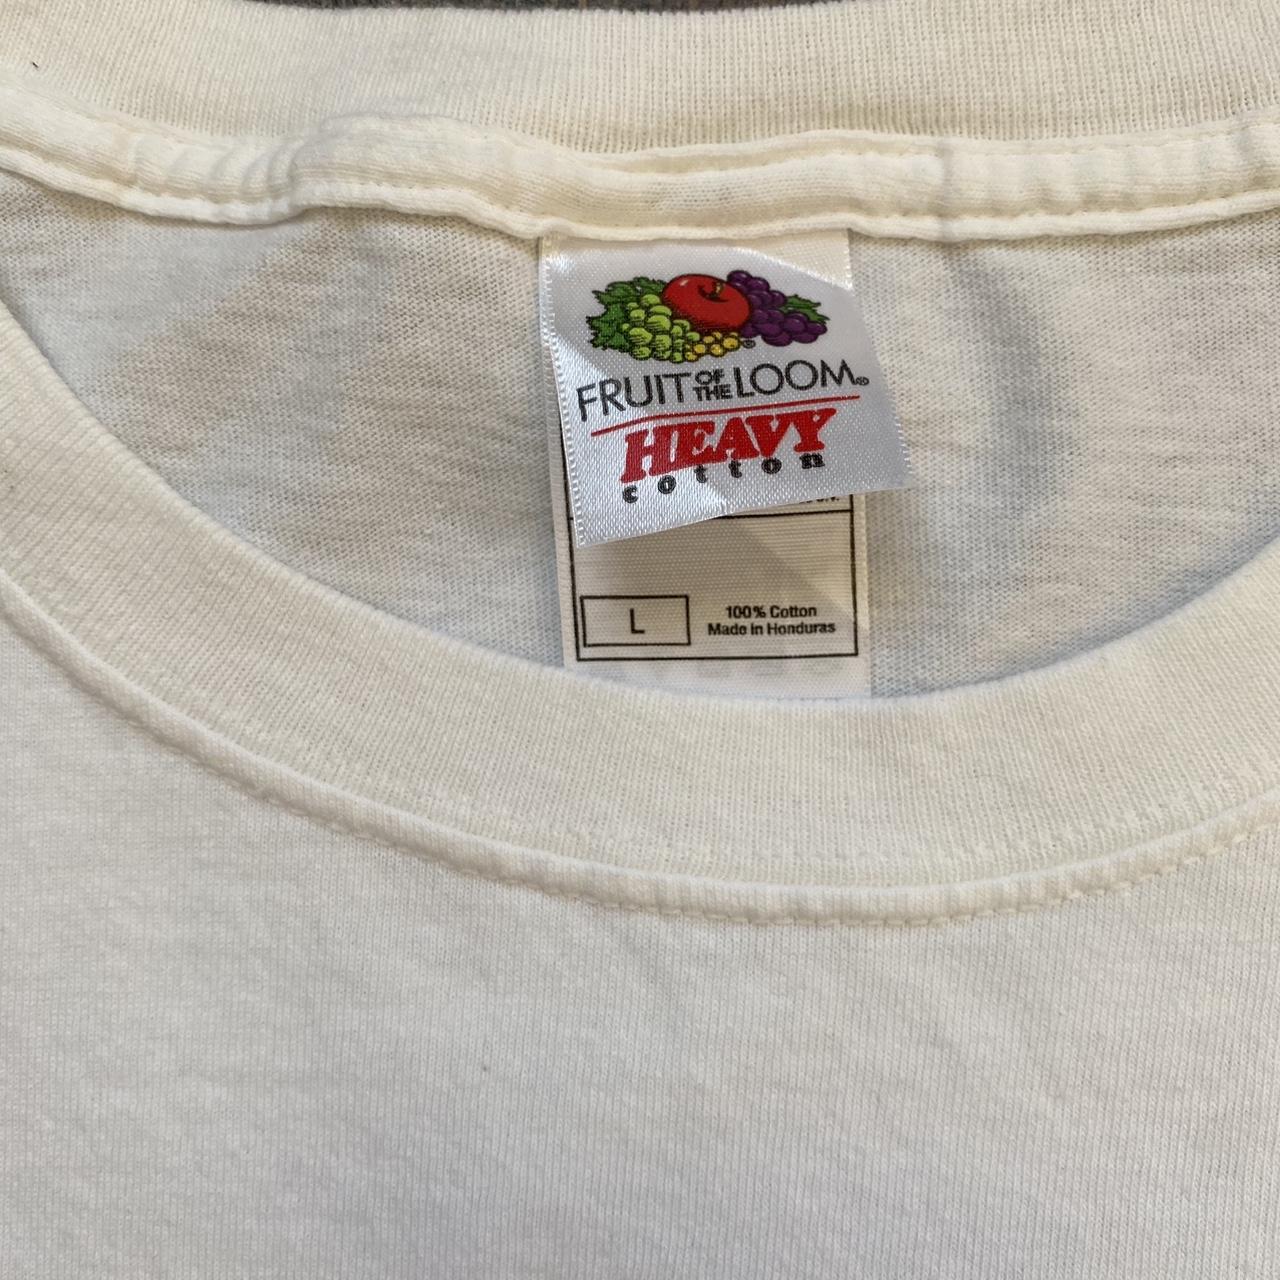 FRUIT OF THE LOOM®
HEAVY
cotton
L
100% Cotton
Made in Honduras